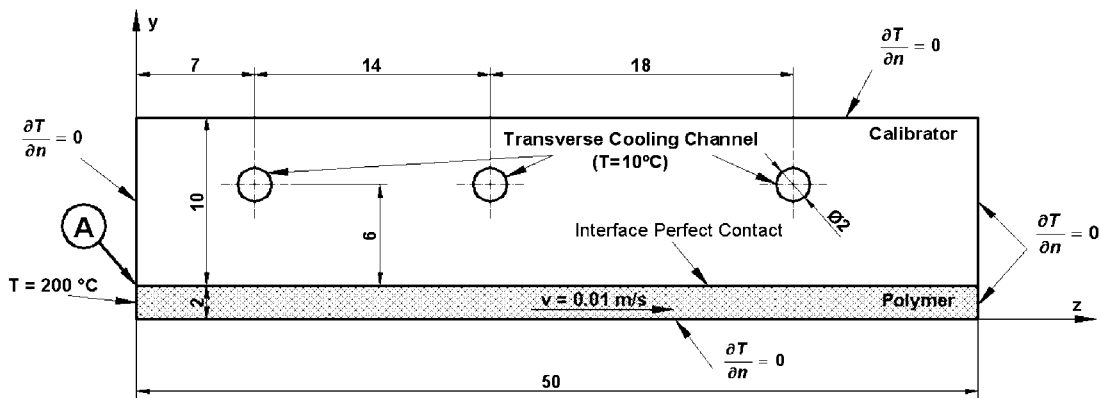 y
∂T/∂n = 0
7
14
18
∂T/∂n = 0
Transverse Cooling Channel
(T=10ºC)
Calibrator
10
6
Ø2
A
Interface Perfect Contact
∂T/∂n = 0
T = 200 °C
2
v = 0.01 m/s
Polymer
z
∂T/∂n = 0
50